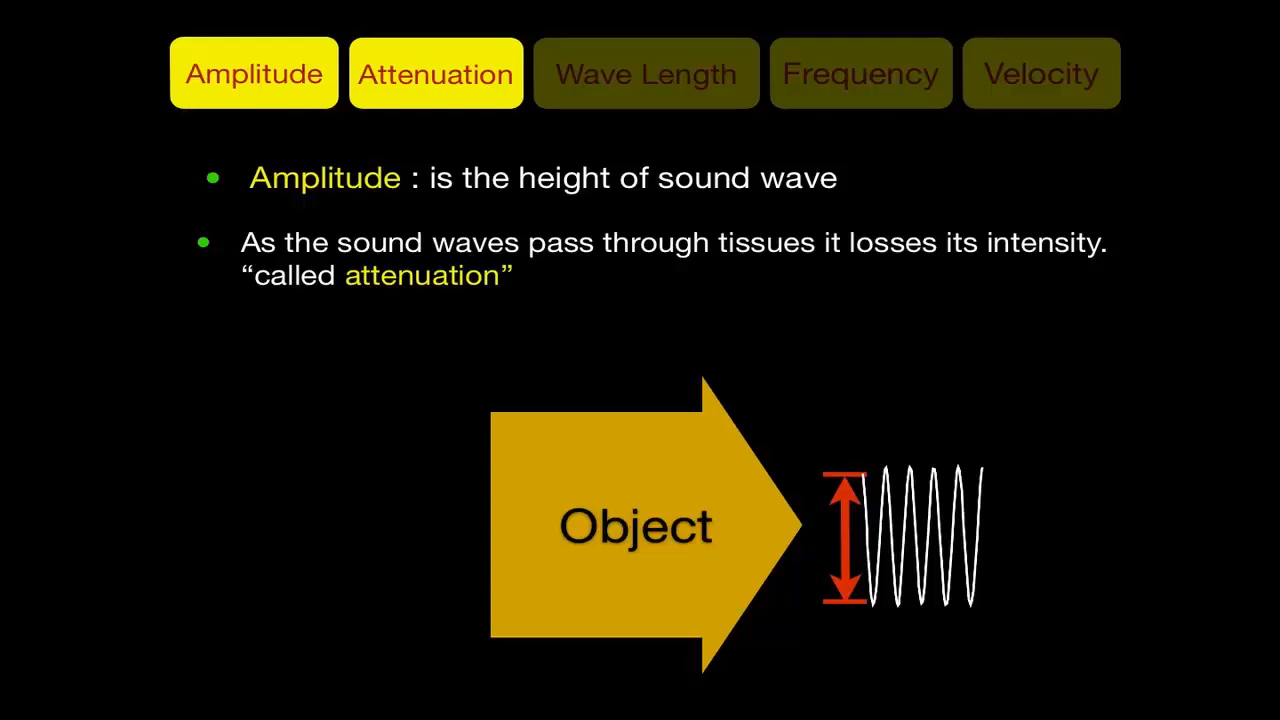 Amplitude Attenuation Wave Length Frequency Velocity
• Amplitude : is the height of sound wave
• As the sound waves pass through tissues it losses its intensity.
“called attenuation”
Object